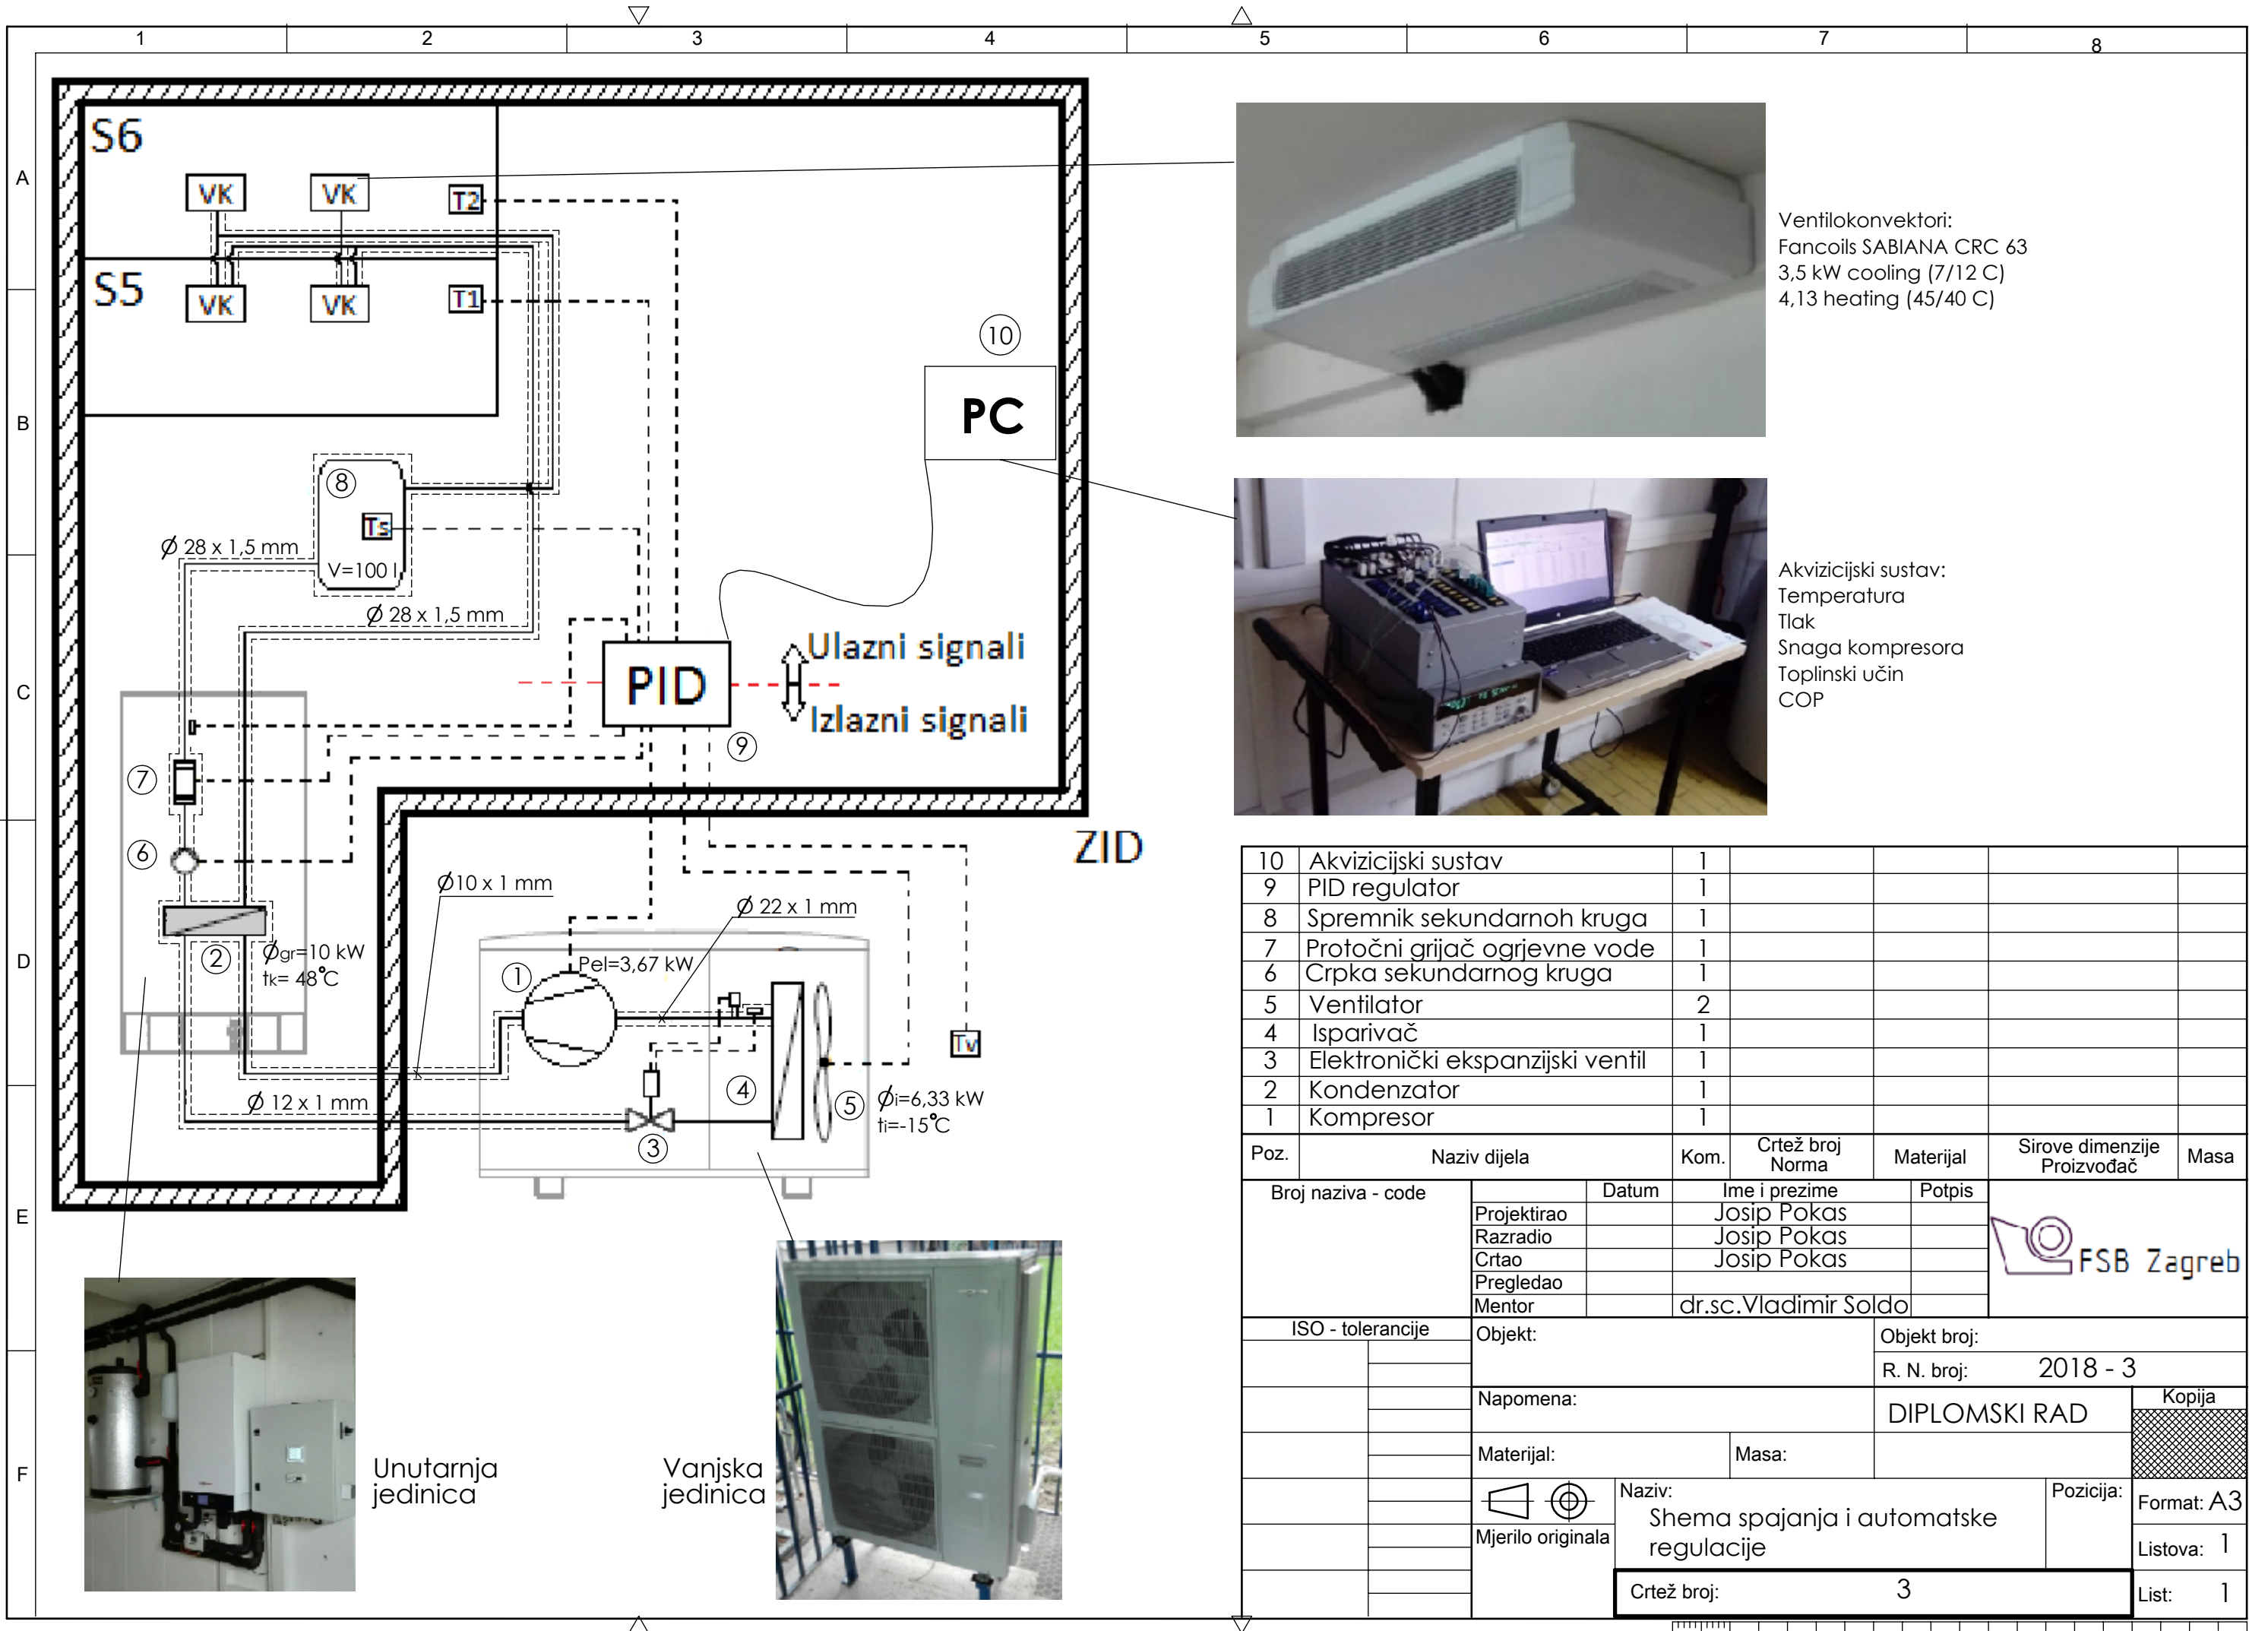 1 2 3 4 5 6 7 8
A
B
C
D
E
F
S6
VK VK T2
S5
VK VK T1
10
PC
8
Ts
V=100 l
Ø 28 x 1,5 mm
Ø 28 x 1,5 mm
PID
Ulazni signali
Izlazni signali
9
7
6
ZID
Ø10 x 1 mm
Ø 22 x 1 mm
2
Øgr=10 kW
tk= 48°C
1
Pel=3,67 kW
Tv
4
5
Øi=6,33 kW
ti=-15°C
Ø 12 x 1 mm
3
Unutarnja
jedinica
Vanjska
jedinica
Ventilokonvektori:
Fancoils SABIANA CRC 63
3,5 kW cooling (7/12 C)
4,13 heating (45/40 C)
Akvizicijski sustav:
Temperatura
Tlak
Snaga kompresora
Toplinski učin
COP
10 Akvizicijski sustav 1
9 PID regulator 1
8 Spremnik sekundarnoh kruga 1
7 Protočni grijač ogrjevne vode 1
6 Crpka sekundarnog kruga 1
5 Ventilator 2
4 Isparivač 1
3 Elektronički ekspanzijski ventil 1
2 Kondenzator 1
1 Kompresor 1
Poz. Naziv dijela Kom. Crtež broj Norma Materijal Sirove dimenzije Proizvođač Masa
Broj naziva - code Datum Ime i prezime Potpis
Projektirao Josip Pokas
Razradio Josip Pokas
Crtao Josip Pokas
Pregledao
Mentor dr.sc.Vladimir Soldo
FSB Zagreb
ISO - tolerancije Objekt: Objekt broj:
R. N. broj: 2018 - 3
Napomena: DIPLOMSKI RAD Kopija
Materijal: Masa:
Naziv: Pozicija: Format: A3
Shema spajanja i automatske
regulacije
Mjerilo originala Listova: 1
Crtež broj: 3 List: 1